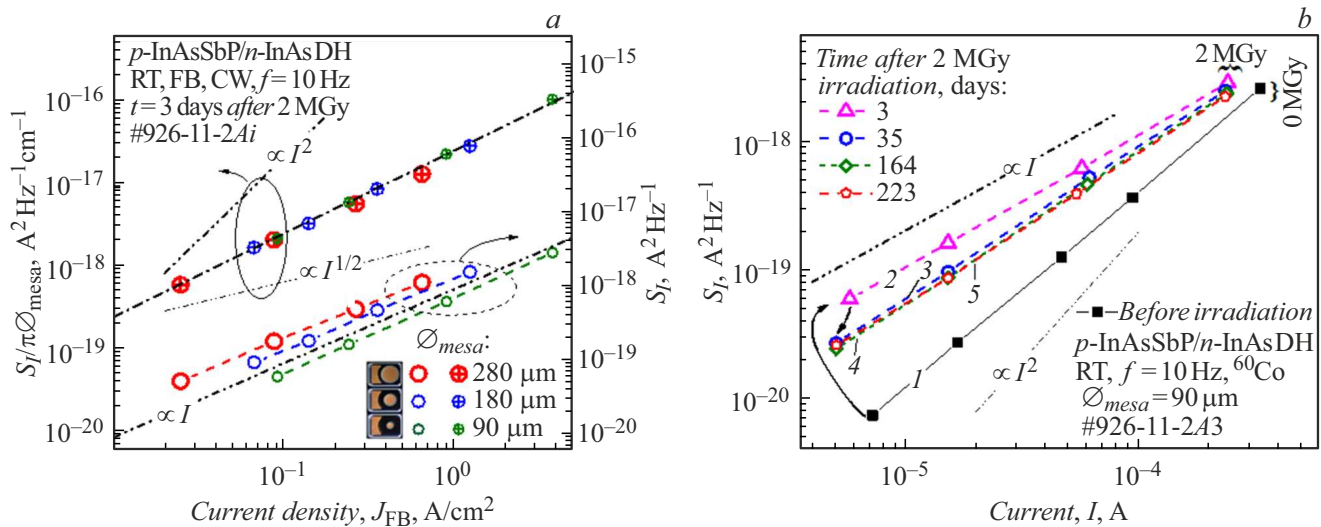 a
p-InAsSbP/n-InAs DH
RT, FB, CW, f = 10 Hz
t = 3 days after 2 MGy
#926-11-2Ai
∝ I²
∝ I^1/2
∝ I
Ø_mesa:
280 μm
180 μm
90 μm
S_I/πØ_mesa, A² Hz⁻¹ cm⁻¹
10⁻¹⁶
10⁻¹⁷
10⁻¹⁸
10⁻¹⁹
10⁻²⁰
10⁻¹⁵
10⁻¹⁶
10⁻¹⁷
10⁻¹⁸
10⁻¹⁹
10⁻²⁰
S_I, A² Hz⁻¹
10⁻¹
10⁰
Current density, J_FB, A/cm²
b
Time after 2 MGy
irradiation, days:
3
35
164
223
2 MGy
0 MGy
∝ I
∝ I²
1
2
3
4
5
Before irradiation
p-InAsSbP/n-InAs DH
RT, f = 10 Hz, ⁶⁰Co
Ø_mesa = 90 μm
#926-11-2A3
S_I, A² Hz⁻¹
10⁻¹⁸
10⁻¹⁹
10⁻²⁰
10⁻⁵
10⁻⁴
Current, I, A